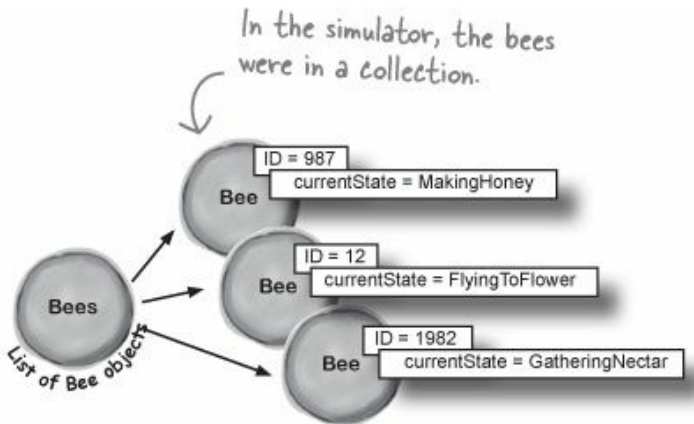 In the simulator, the bees
were in a collection.
ID = 987
currentState = MakingHoney
Bee
ID = 12
currentState = FlyingToFlower
Bee
Bees
List of Bee objects
ID = 1982
currentState = GatheringNectar
Bee